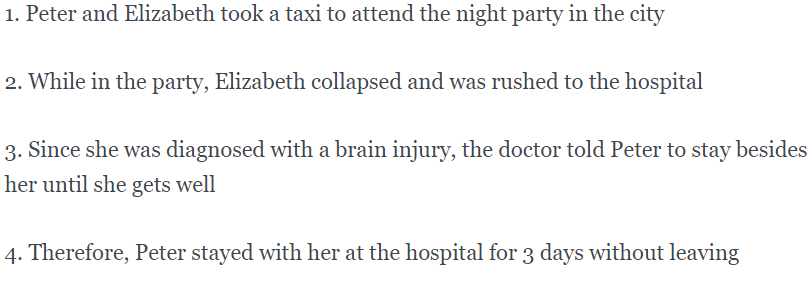 1. Peter and Elizabeth took a taxi to attend the night party in the city
2. While in the party, Elizabeth collapsed and was rushed to the hospital
3. Since she was diagnosed with a brain injury, the doctor told Peter to stay besides
her until she gets well
4. Therefore, Peter stayed with her at the hospital for 3 days without leaving